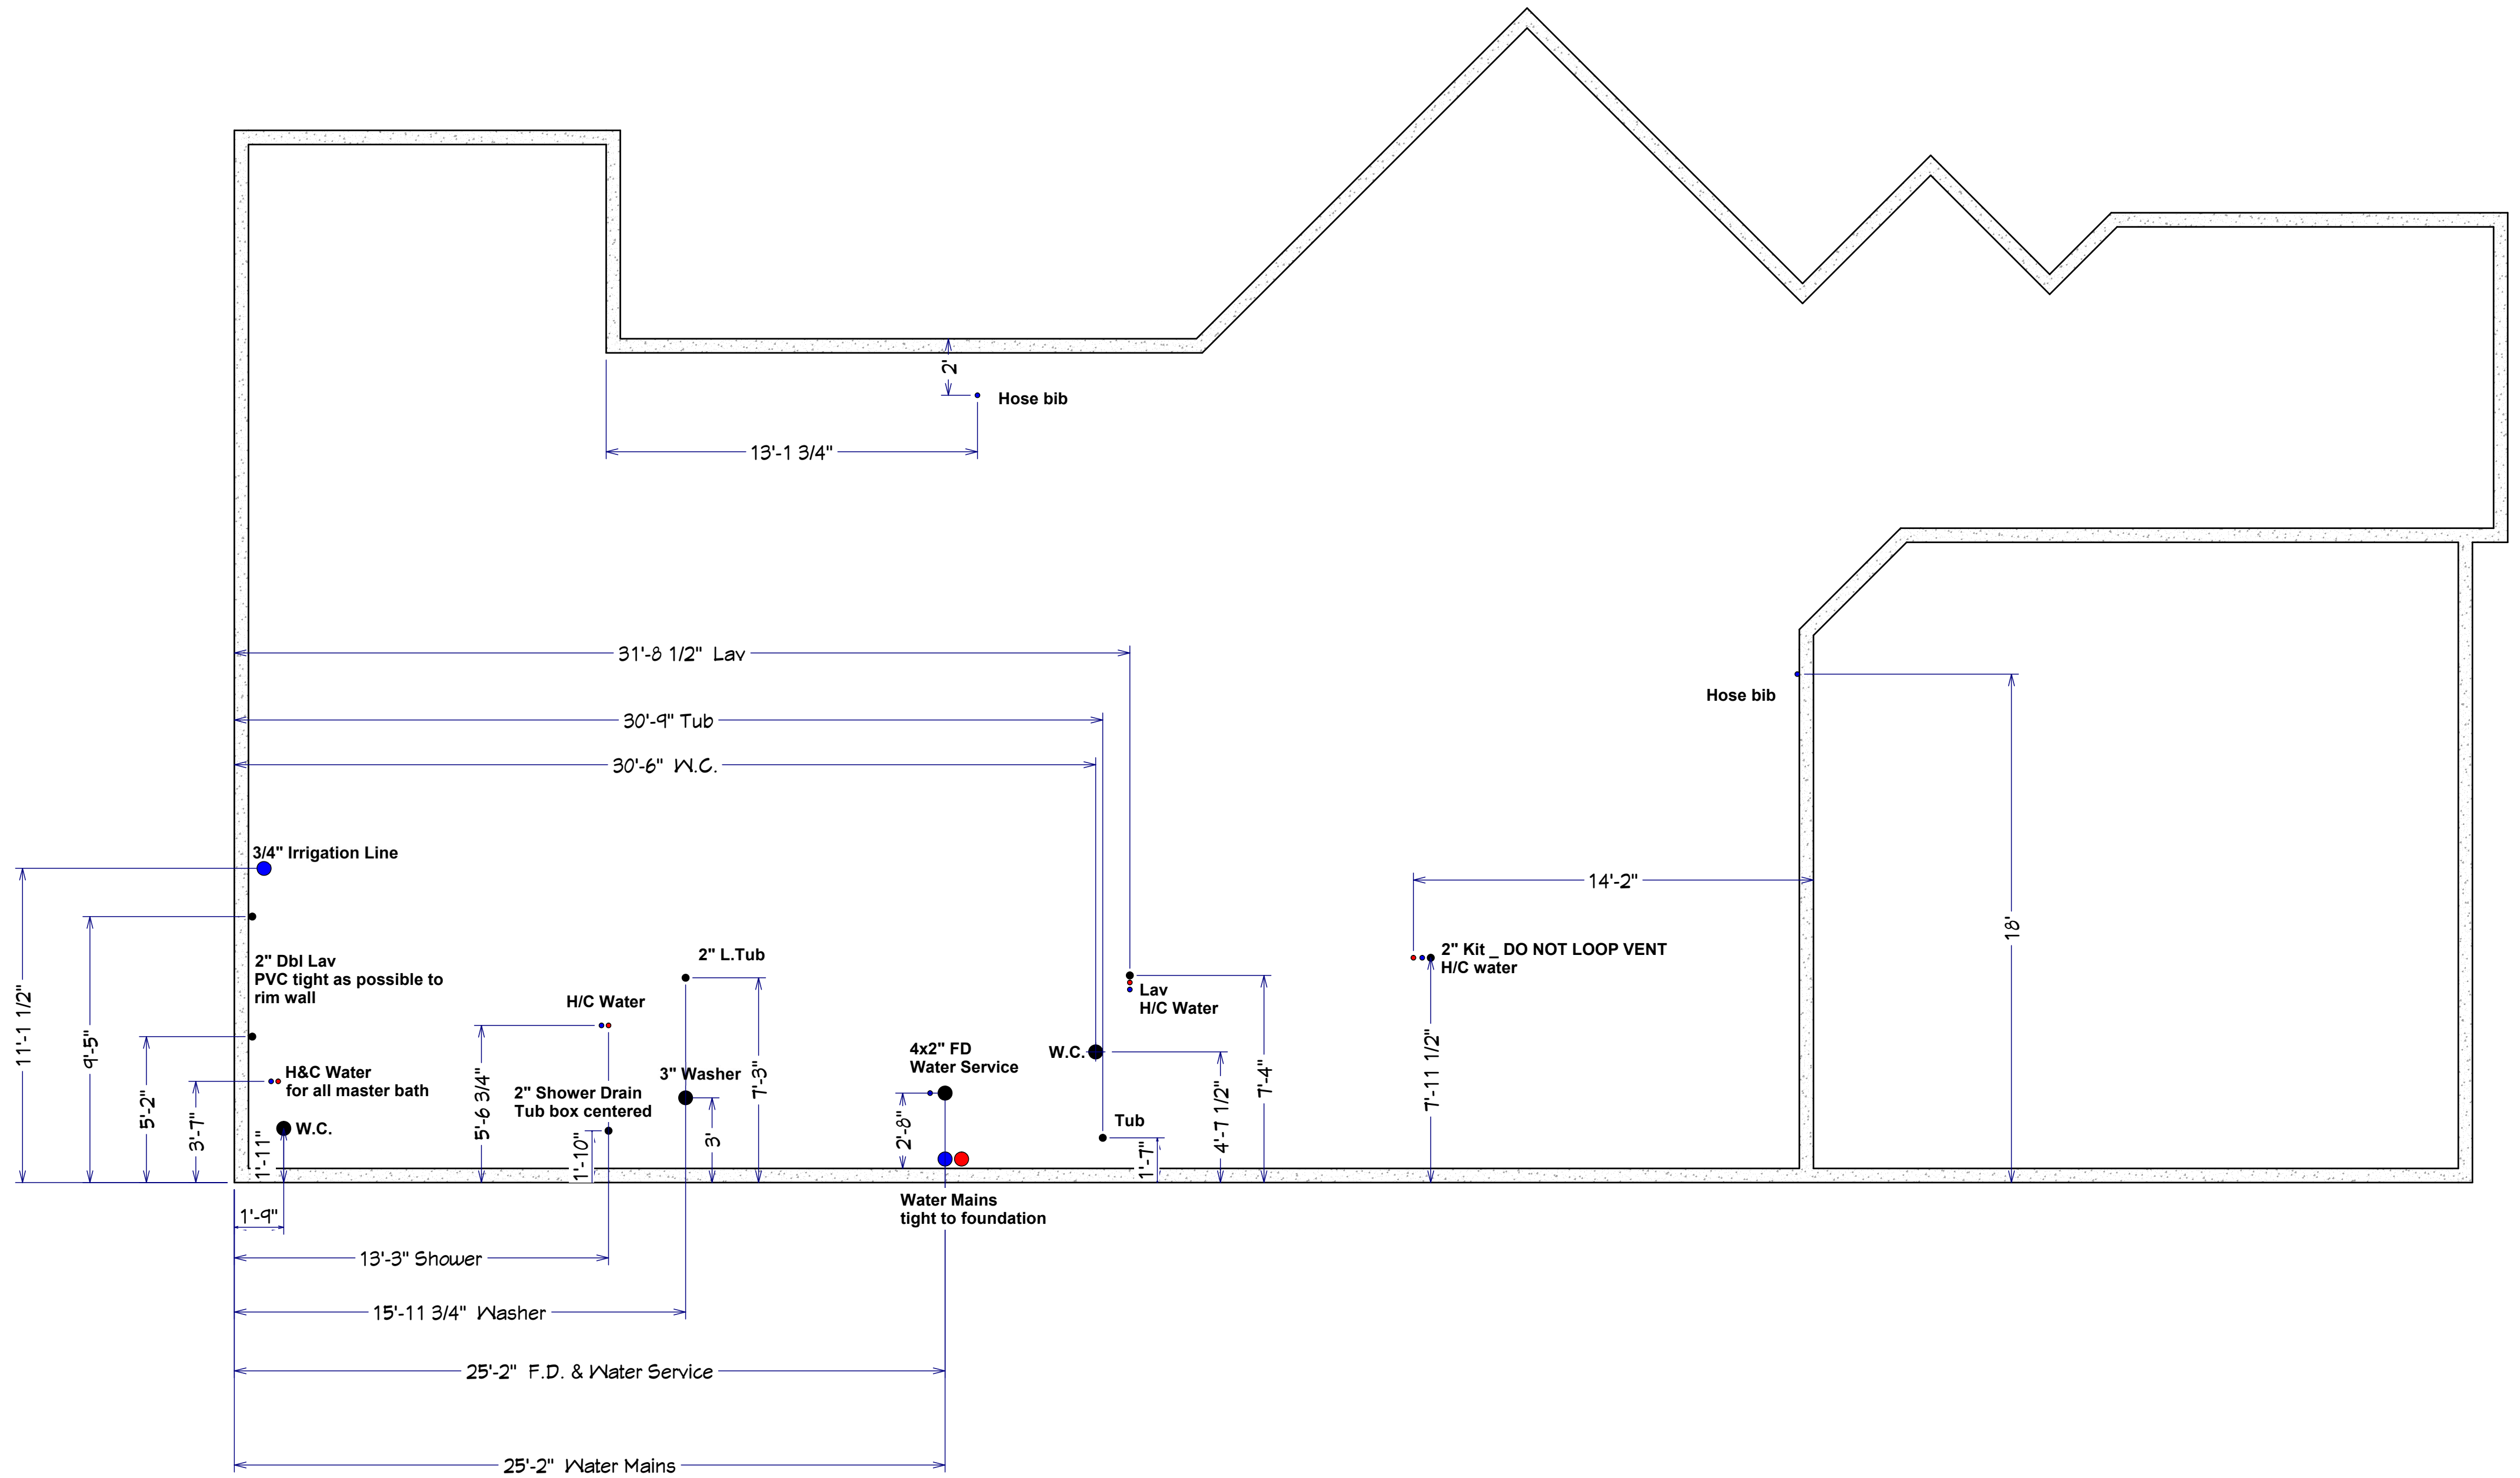 2'
Hose bib
13'-1 3/4"
31'-8 1/2" Lav
Hose bib
30'-9" Tub
30'-6" W.C.
3/4" Irrigation Line
14'-2"
18'
2" Kit _ DO NOT LOOP VENT
H/C water
2" L.Tub
2" Dbl Lav
PVC tight as possible to
rim wall
H/C Water
Lav
H/C Water
11'-1 1/2"
9'-5"
5'-2"
3'-7"
H&C Water
for all master bath
W.C.
1'-11"
5'-6 3/4"
2" Shower Drain
Tub box centered
1'-10"
3" Washer
3'
7'-3"
4x2" FD
Water Service
2'-8"
W.C.
Tub
1'-7"
4'-7 1/2"
7'-4"
7'-11 1/2"
Water Mains
tight to foundation
1'-9"
13'-3" Shower
15'-11 3/4" Washer
25'-2" F.D. & Water Service
25'-2" Water Mains